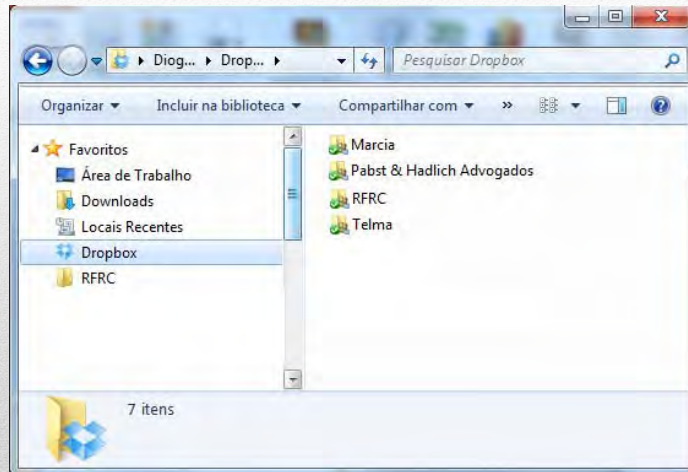 Diog... Drop... Pesquisar Dropbox
Organizar Incluir na biblioteca Compartilhar com »
Favoritos
Área de Trabalho
Downloads
Locais Recentes
Dropbox
RFRC
Marcia
Pabst & Hadlich Advogados
RFRC
Telma
7 itens